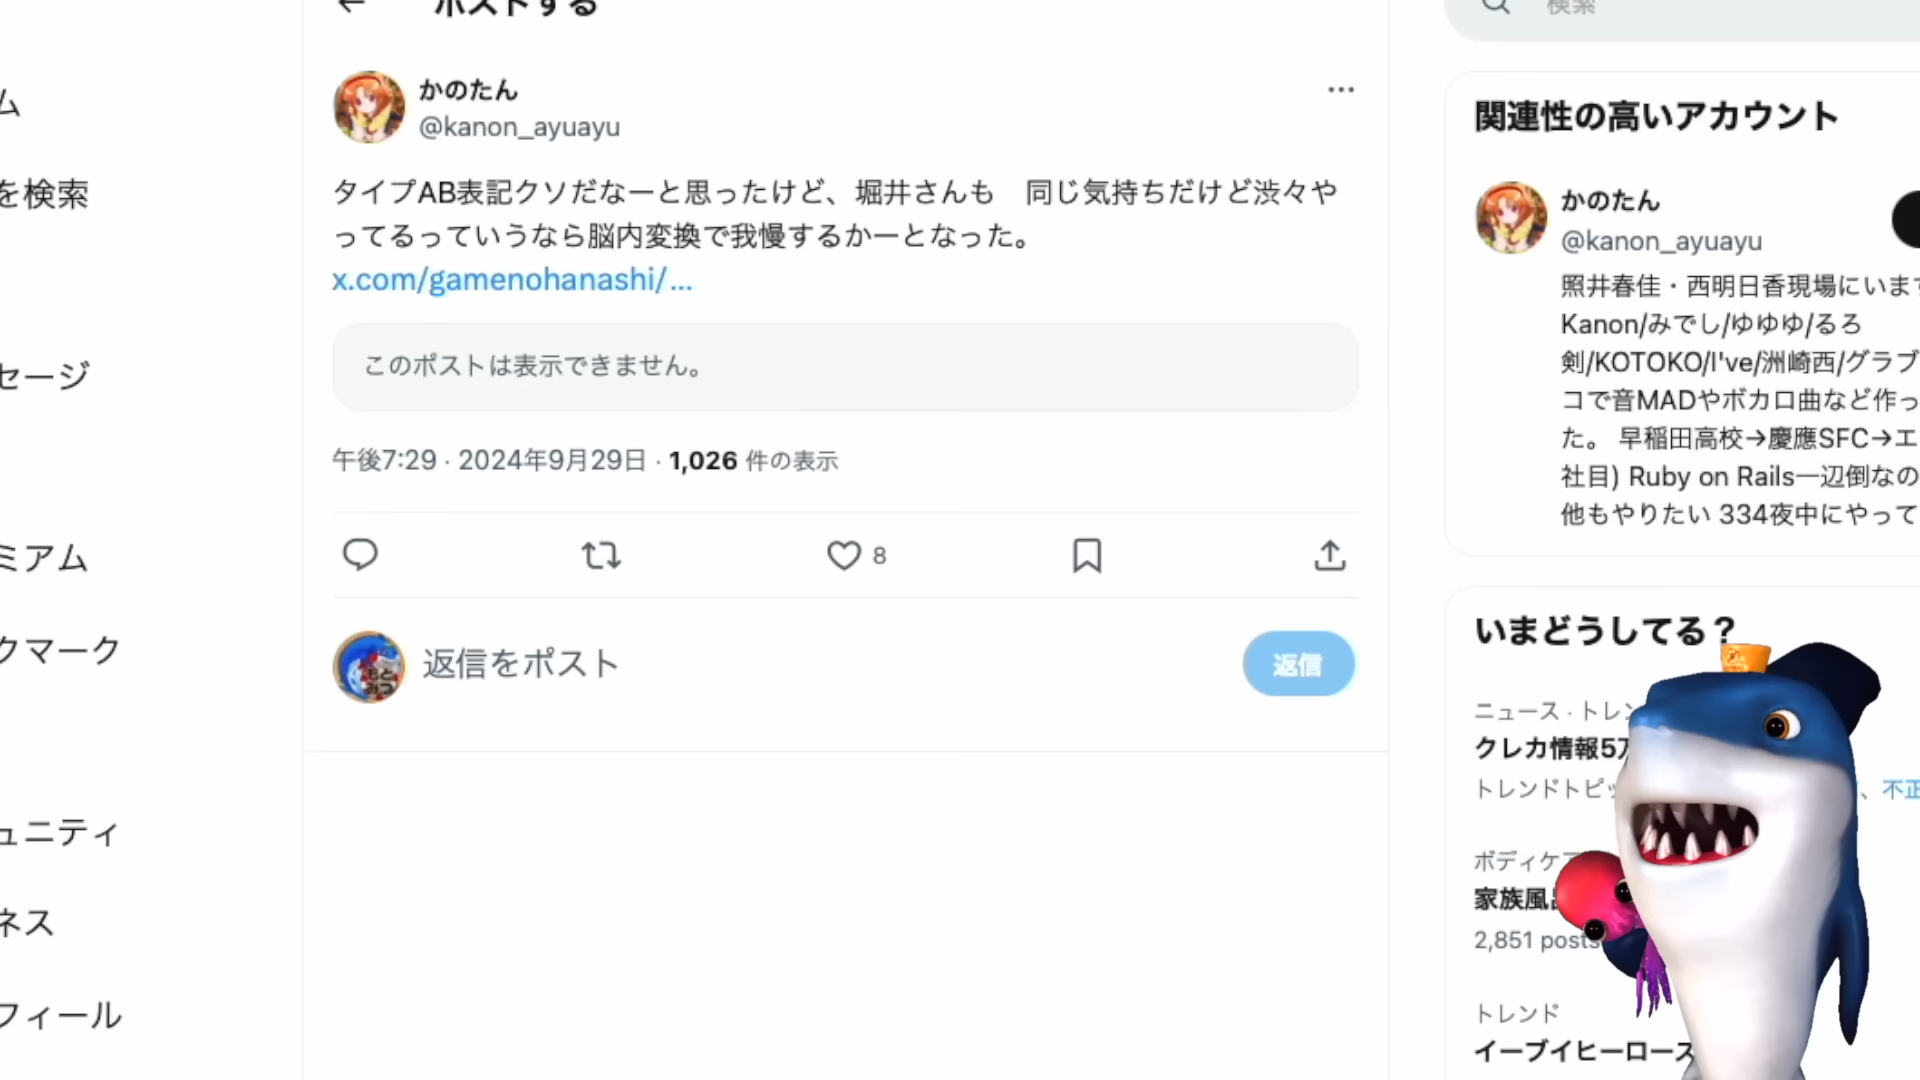 ポストする
検索
かのたん
@kanon_ayuayu
タイプAB表記クソだなーと思ったけど、堀井さんも　同じ気持ちだけど渋々や
ってるっていうなら脳内変換で我慢するかーとなった。
x.com/gamenohanashi/...
このポストは表示できません。
午後7:29 · 2024年9月29日 · 1,026 件の表示
8
返信をポスト
返信
ム
を検索
セージ
ミアム
クマーク
ュニティ
ネス
フィール
関連性の高いアカウント
かのたん
@kanon_ayuayu
照井春佳・西明日香現場にいます
Kanon/みでし/ゆゆゆ/るろ
剣/KOTOKO/I've/洲崎西/グラブ
コで音MADやボカロ曲など作っ
た。 早稲田高校→慶應SFC→エ
社目) Ruby on Rails一辺倒なの
他もやりたい 334夜中にやって
いまどうしてる？
ニュース · トレン
クレカ情報5万
トレンドトピッ
、不正
ボディケア
家族風
2,851 posts
トレンド
イーブイヒーローズ